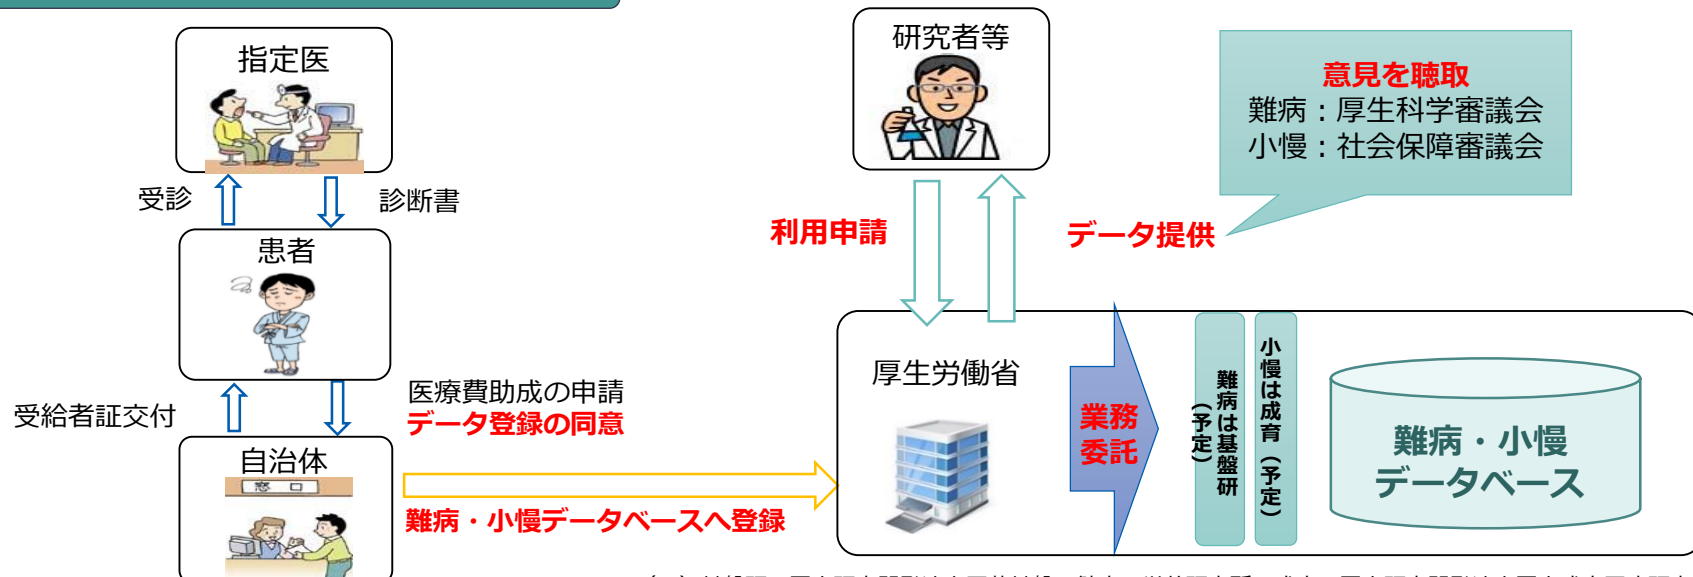 指定医
受診
診断書
患者
受給者証交付
医療費助成の申請
データ登録の同意
自治体
窓口
難病・小慢データベースへ登録
研究者等
利用申請
データ提供
意見を聴取
難病：厚生科学審議会
小慢：社会保障審議会
厚生労働省
業務
委託
難病は基盤研
（予定）
小慢は成育（予定）
難病・小慢
データベース